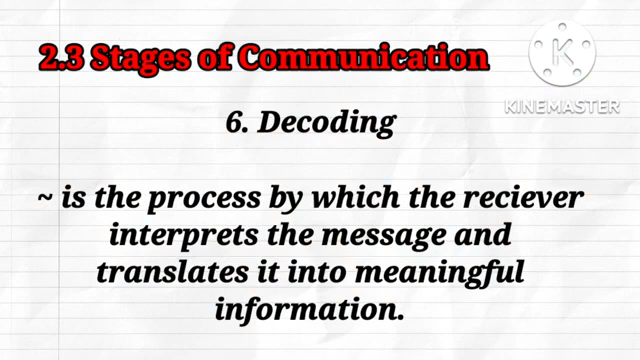 2.3 Stages of Communication
K
KINEMASTER
6. Decoding
~ is the process by which the reciever
interprets the message and
translates it into meaningful
information.